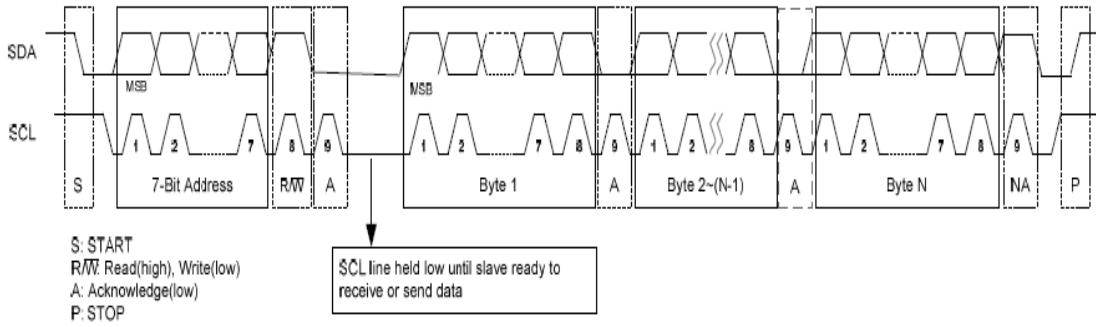 SDA
MSB
MSB
SCL
1 2 7 8 9 1 2 7 8 9 1 2 8 9 1 2 7 8 9
S 7-Bit Address R/W A Byte 1 A Byte 2~(N-1) A Byte N NA P
S: START
R/W: Read(high), Write(low)
A: Acknowledge(low)
P: STOP
SCL line held low until slave ready to
receive or send data